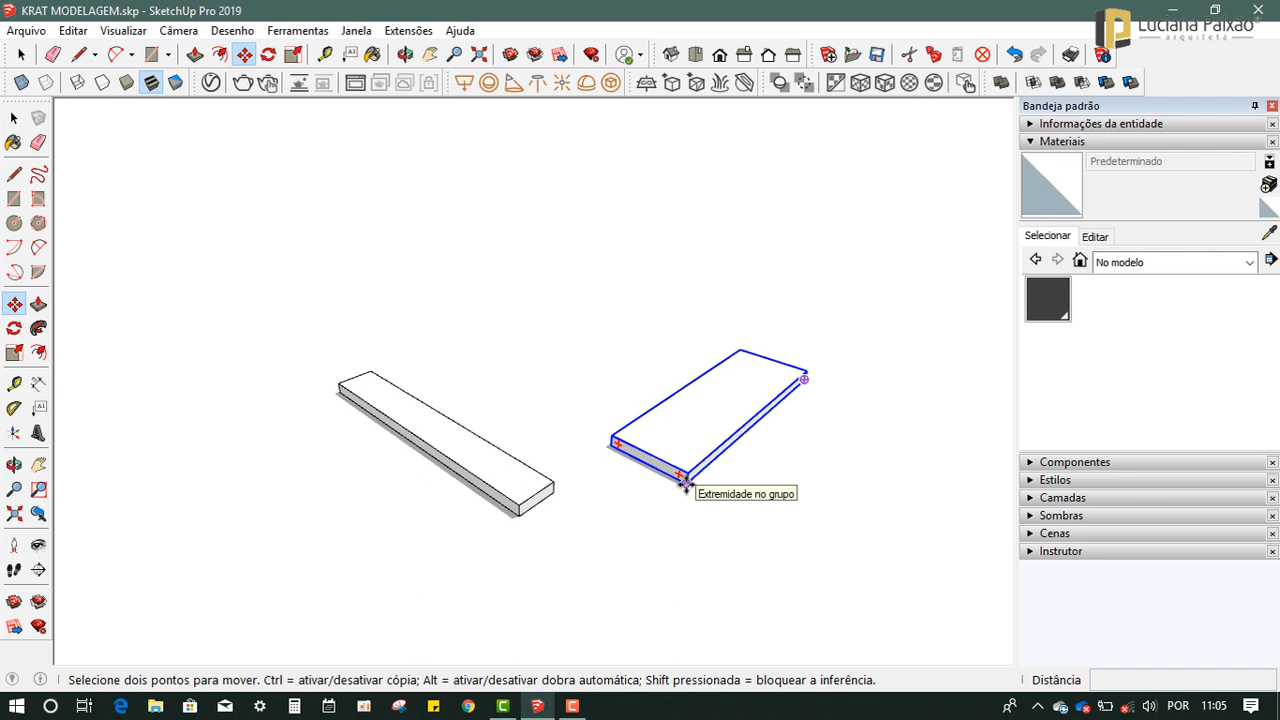 KRAT MODELAGEM.skp - SketchUp Pro 2019
Luciana Paixão
arquiteta
Arquivo Editar Visualizar Câmera Desenho Ferramentas Janela Extensões Ajuda
Bandeja padrão
Informações da entidade
Materiais
Predeterminado
Selecionar Editar
No modelo
Extremidade no grupo
Componentes
Estilos
Camadas
Sombras
Cenas
Instrutor
Selecione dois pontos para mover. Ctrl = ativar/desativar cópia; Alt = ativar/desativar dobra automática; Shift pressionada = bloquear a inferência.
Distância
POR 11:05